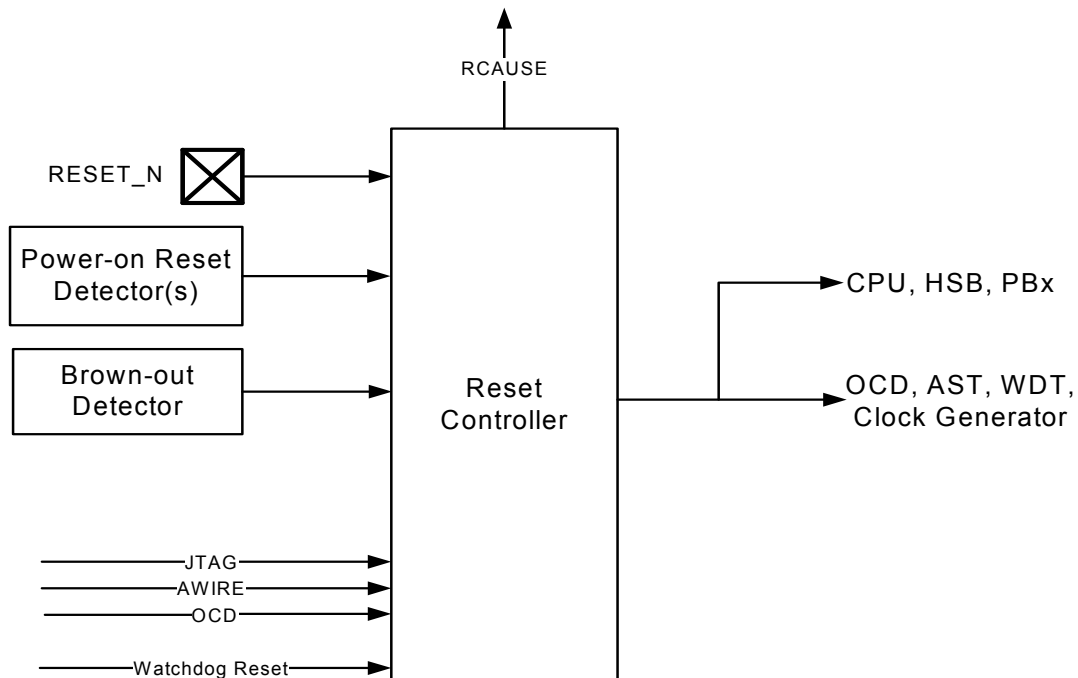 RCAUSE
RESET_N
Power-on Reset
Detector(s)
Brown-out
Detector
Reset
Controller
CPU, HSB, PBx
OCD, AST, WDT,
Clock Generator
JTAG
AWIRE
OCD
Watchdog Reset